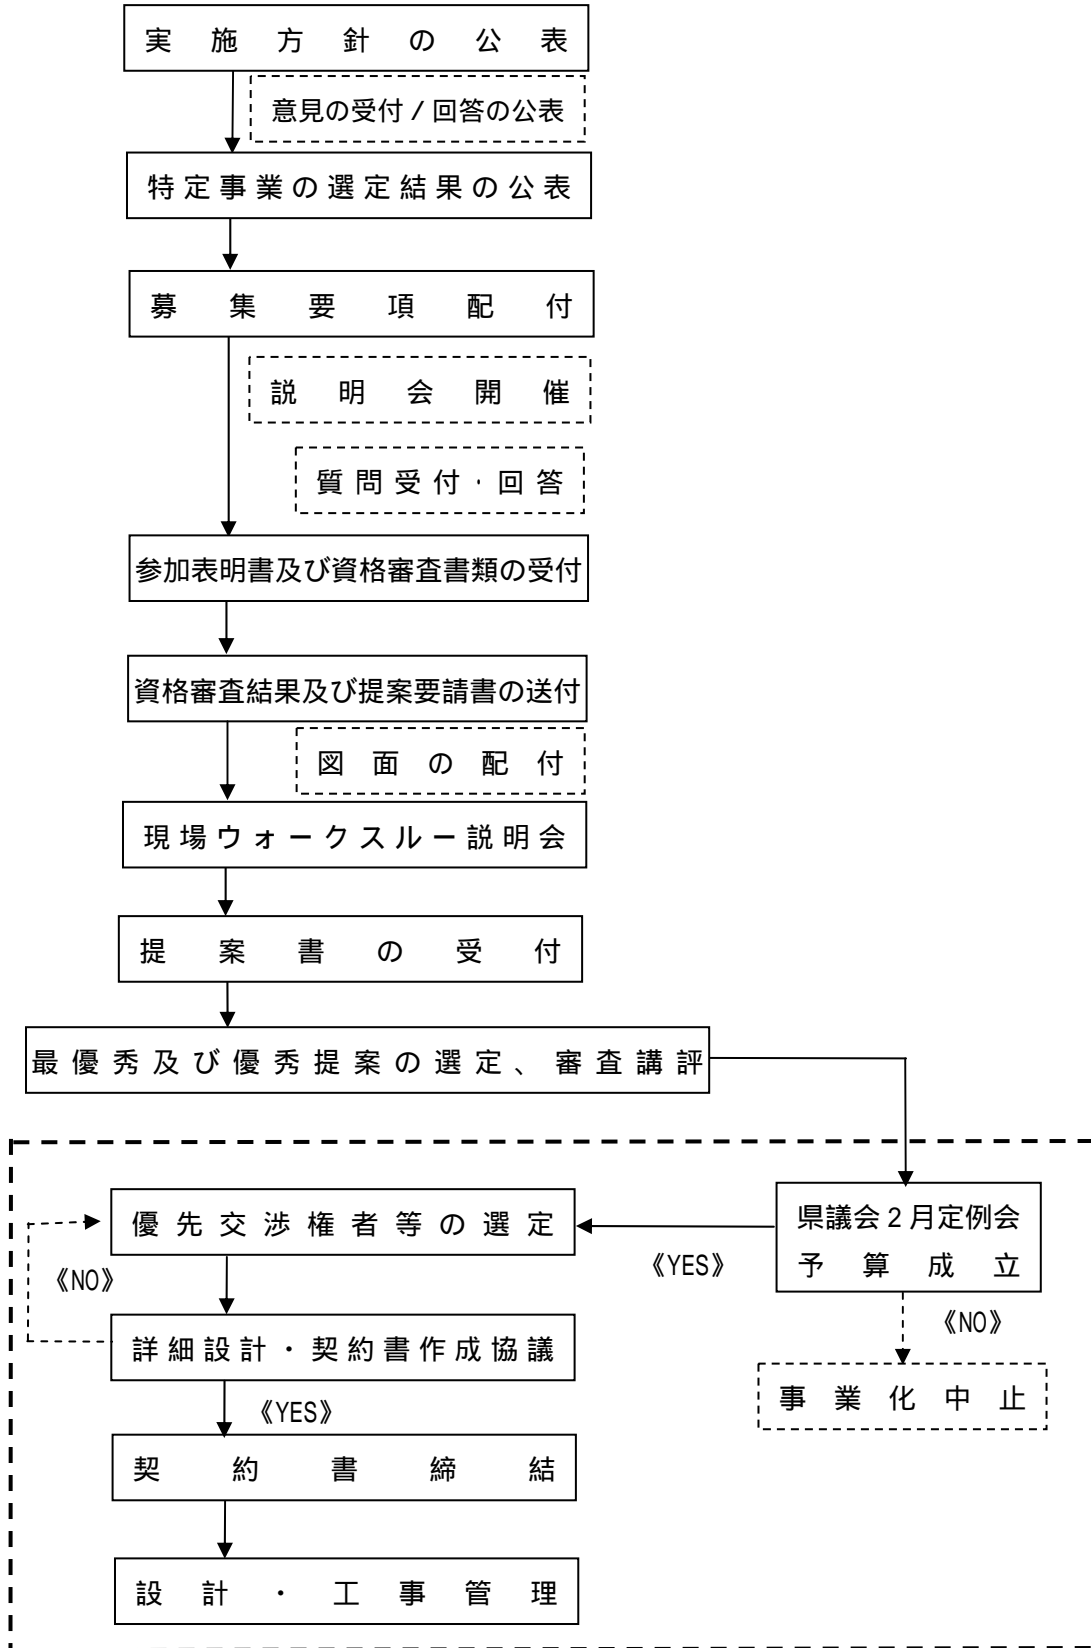 実施方針の公表
意見の受付/回答の公表
特定事業の選定結果の公表
募集要項配付
説明会開催
質問受付・回答
参加表明書及び資格審査書類の受付
資格審査結果及び提案要請書の送付
図面の配付
現場ウォークスルー説明会
提案書の受付
最優秀及び優秀提案の選定、審査講評
優先交渉権者等の選定
県議会2月定例会
予算成立
《YES》
《NO》
《NO》
詳細設計・契約書作成協議
事業化中止
《YES》
契約書締結
設計・工事管理